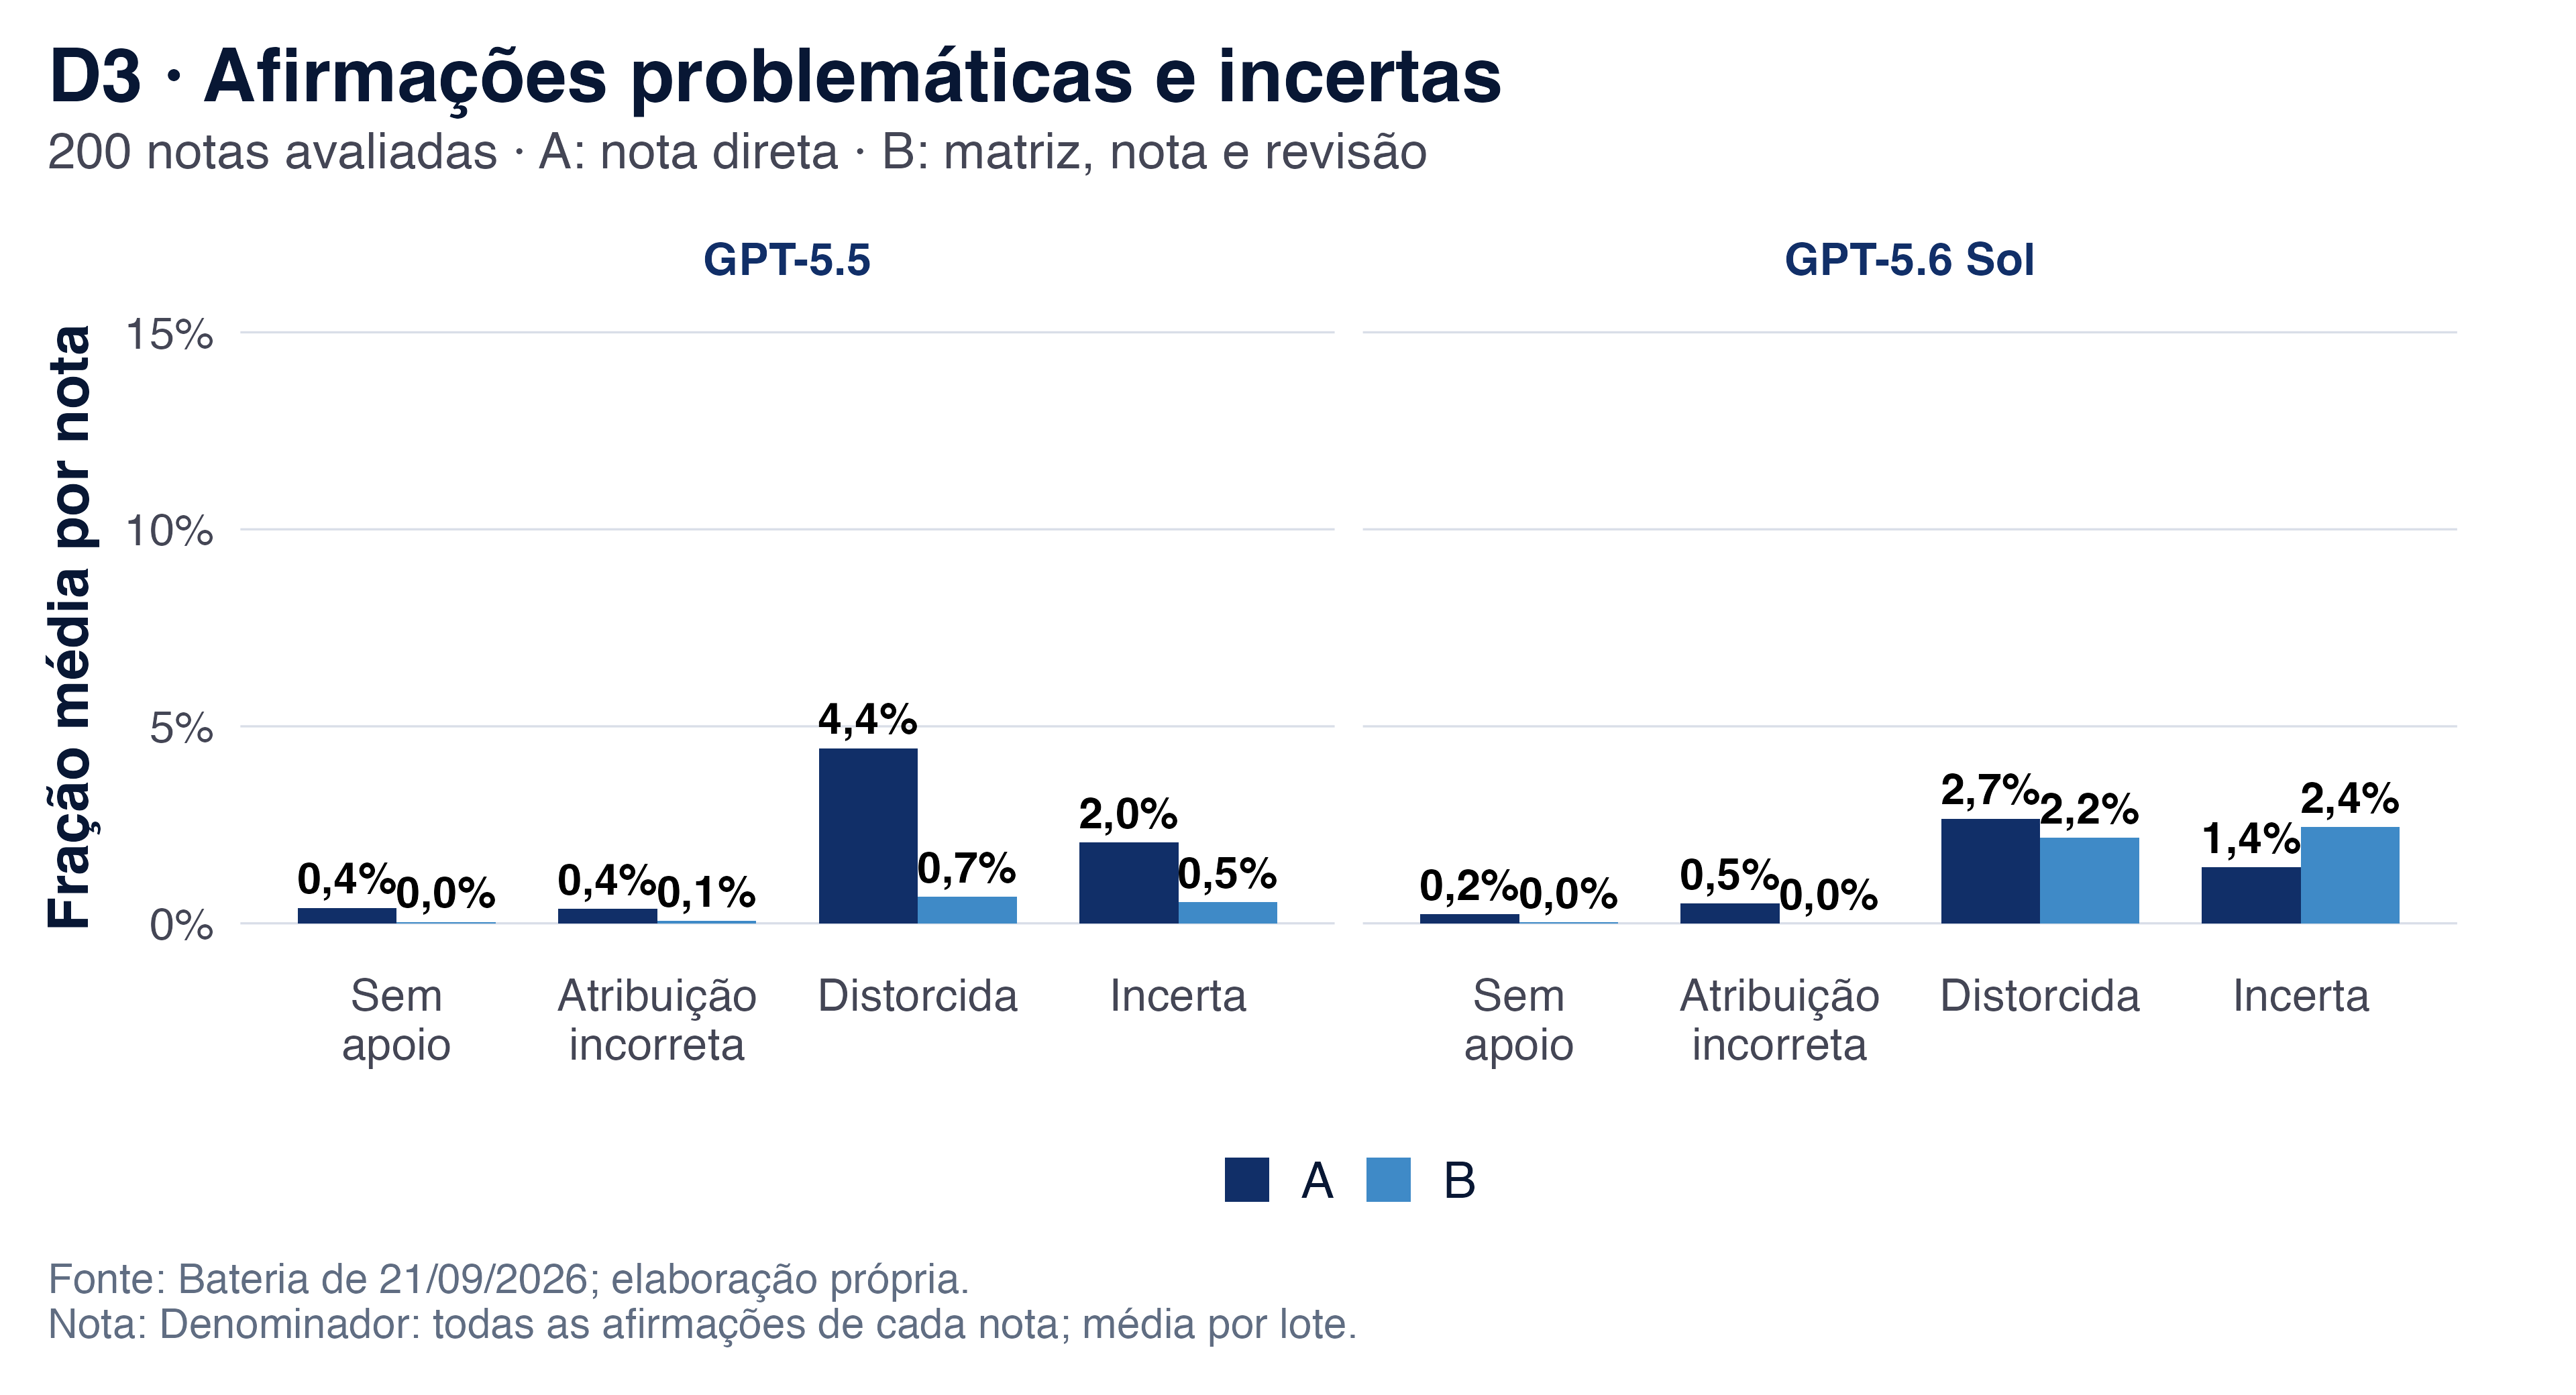 D3 · Afirmações problemáticas e incertas
200 notas avaliadas · A: nota direta · B: matriz, nota e revisão
GPT-5.5
GPT-5.6 Sol
Fração média por nota
15%
10%
5%
0%
0,4%
0,0%
0,4%
0,1%
4,4%
0,7%
2,0%
0,5%
0,2%
0,0%
0,5%
0,0%
2,7%
2,2%
1,4%
2,4%
Sem
apoio
Atribuição
incorreta
Distorcida
Incerta
Sem
apoio
Atribuição
incorreta
Distorcida
Incerta
A
B
Fonte: Bateria de 21/09/2026; elaboração própria.
Nota: Denominador: todas as afirmações de cada nota; média por lote.